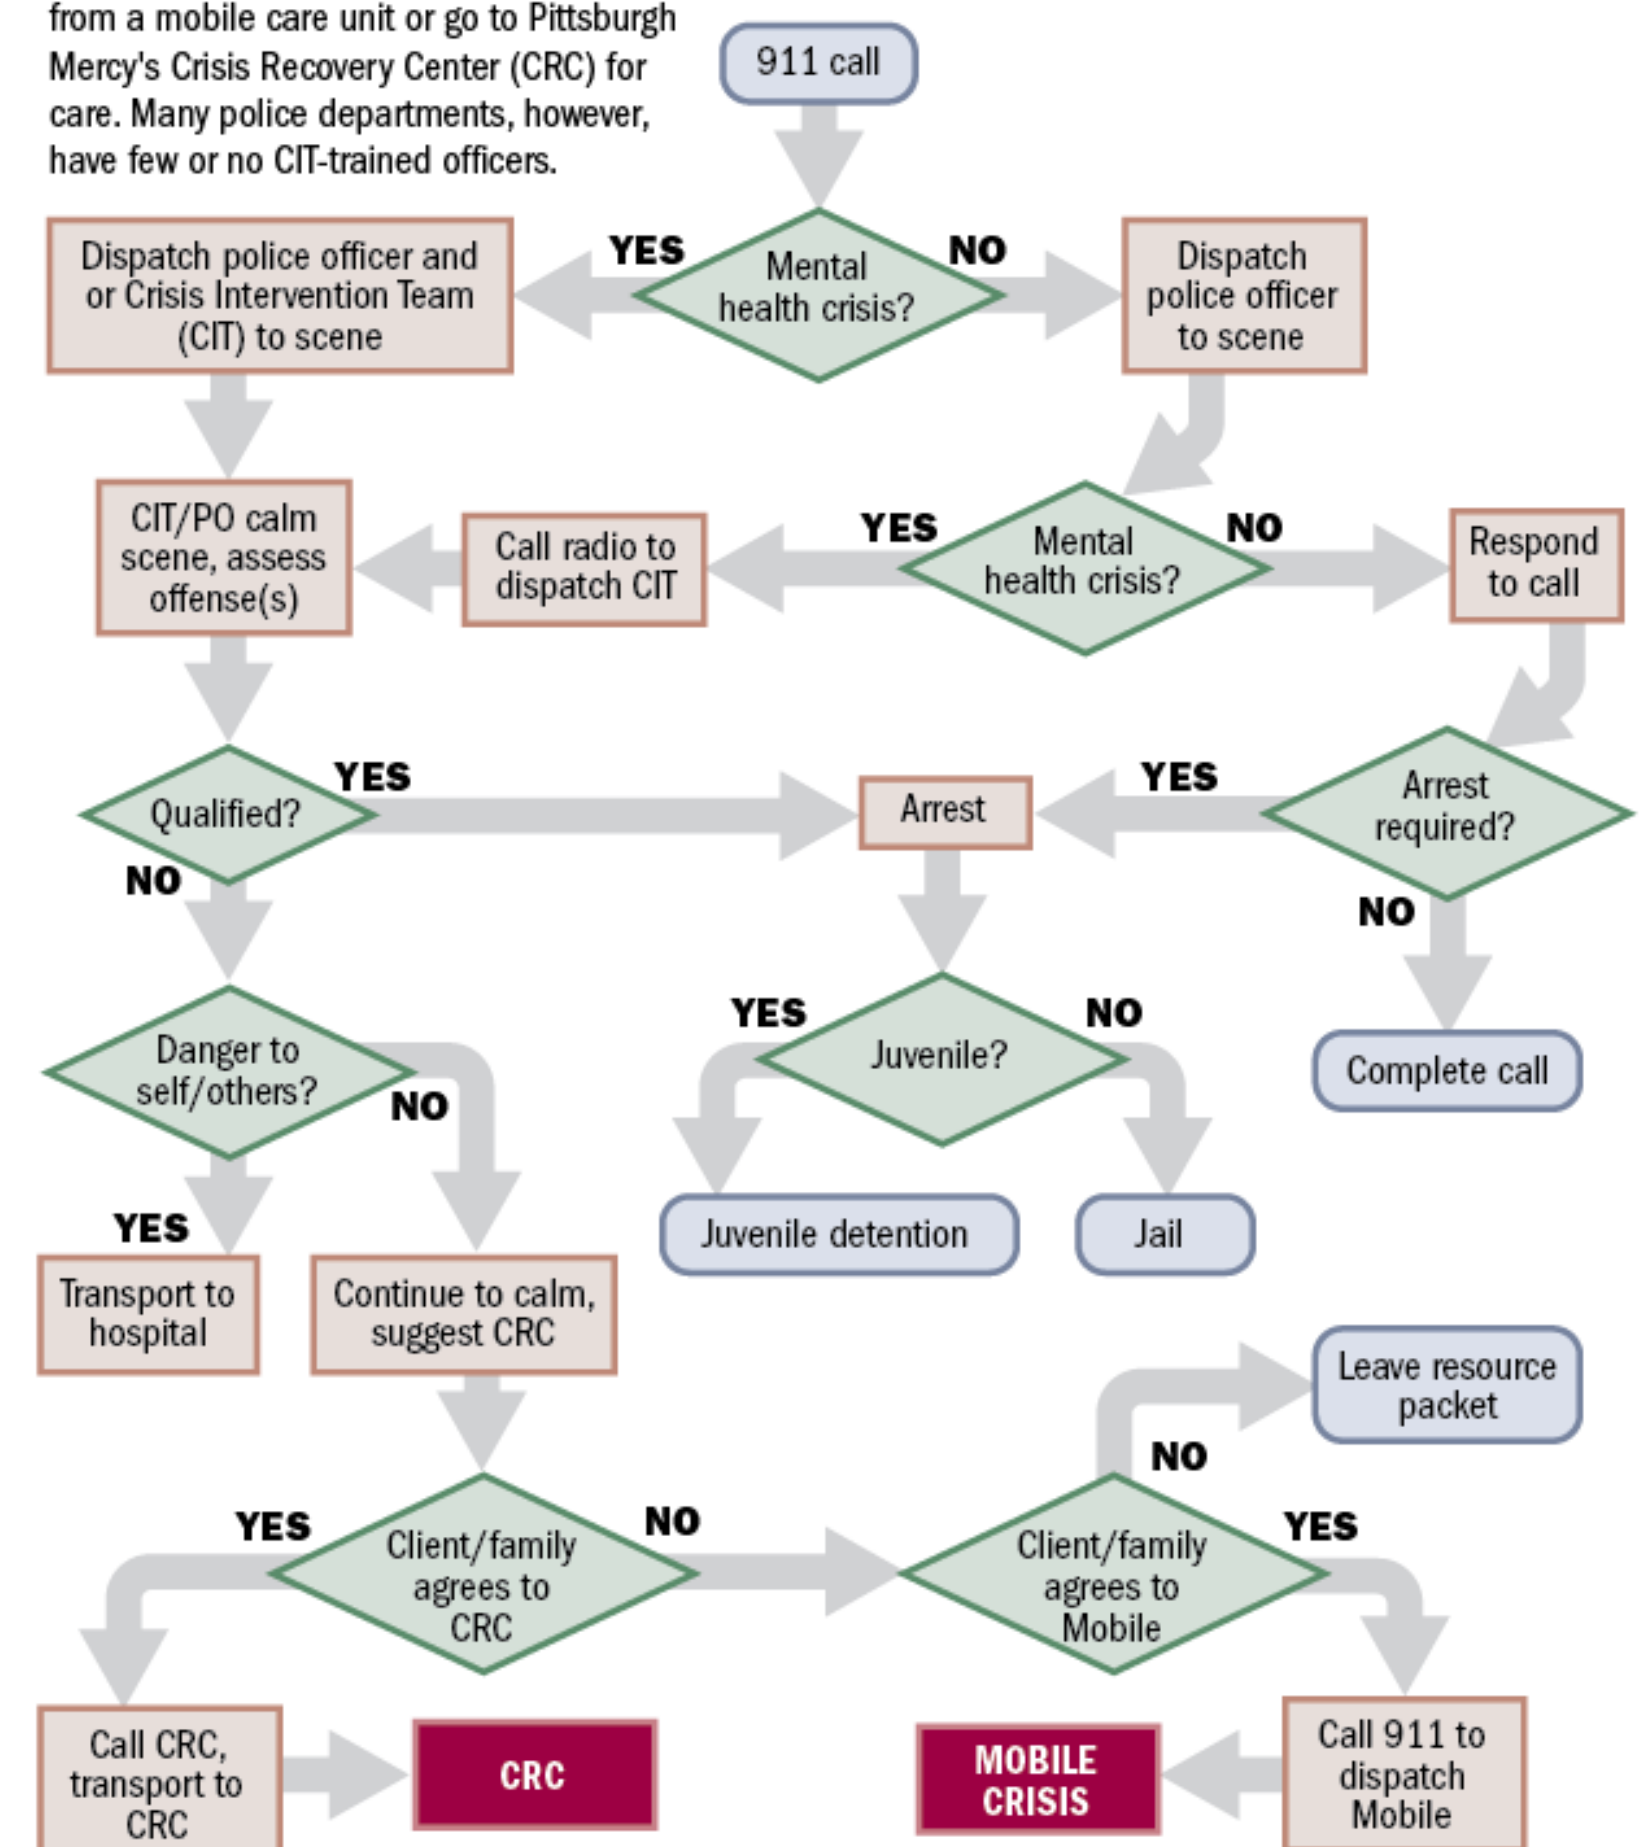 from a mobile care unit or go to Pittsburgh
Mercy's Crisis Recovery Center (CRC) for
care. Many police departments, however,
have few or no CIT-trained officers.
911 call
Dispatch police officer and
or Crisis Intervention Team
(CIT) to scene
YES
Mental
health crisis?
NO
Dispatch
police officer
to scene
CIT/PO calm
scene, assess
offense(s)
Call radio to
dispatch CIT
YES
Mental
health crisis?
NO
Respond
to call
Qualified?
YES
NO
Arrest
YES
Arrest
required?
NO
Danger to
self/others?
NO
YES
YES
Juvenile?
NO
Complete call
Juvenile detention
Jail
Transport to
hospital
Continue to calm,
suggest CRC
Leave resource
packet
NO
YES
Client/family
agrees to
CRC
NO
Client/family
agrees to
Mobile
YES
Call CRC,
transport to
CRC
CRC
MOBILE
CRISIS
Call 911 to
dispatch
Mobile